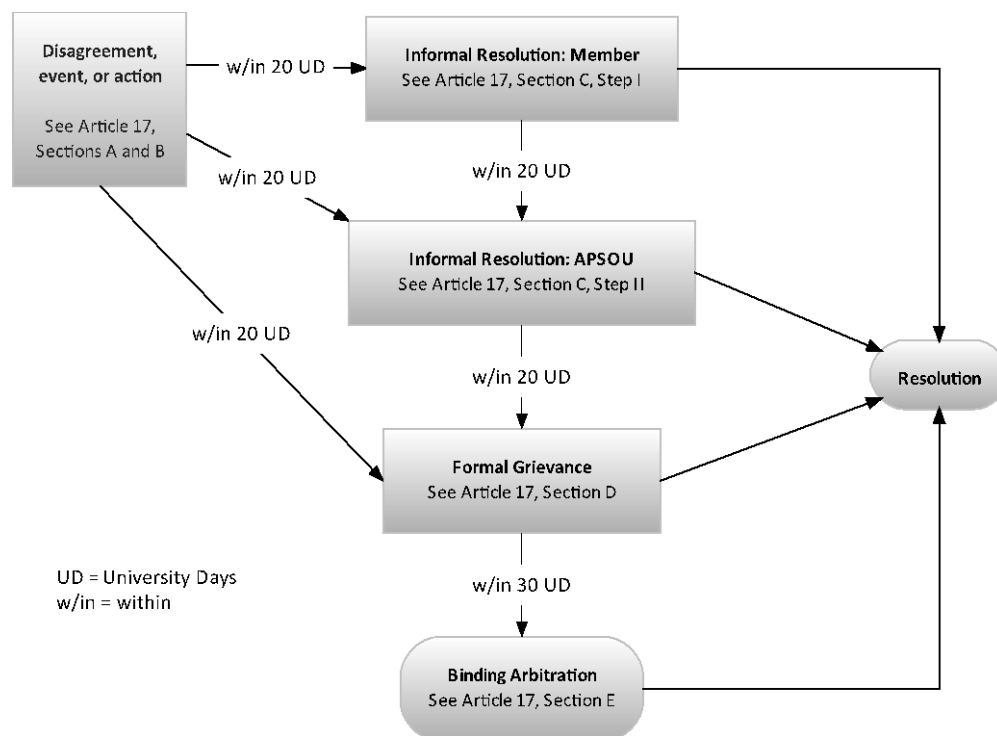 Disagreement,
event, or action
See Article 17,
Sections A and B
w/in 20 UD
Informal Resolution: Member
See Article 17, Section C, Step I
w/in 20 UD
w/in 20 UD
Informal Resolution: APSOU
See Article 17, Section C, Step II
w/in 20 UD
w/in 20 UD
Resolution
Formal Grievance
See Article 17, Section D
UD = University Days
w/in = within
w/in 30 UD
Binding Arbitration
See Article 17, Section E